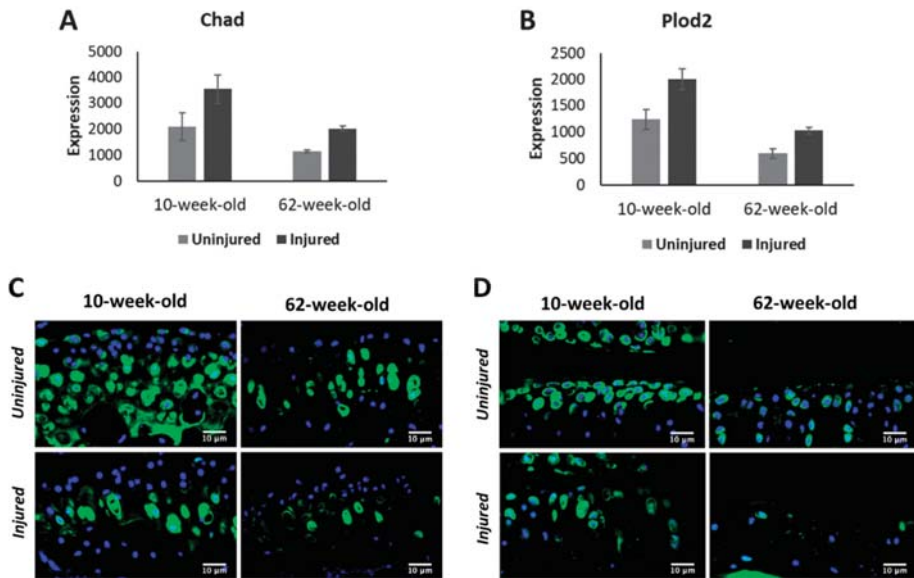 A
Chad
Expression
5000
4000
3000
2000
1000
0
10-week-old
62-week-old
Uninjured
Injured
B
Plod2
Expression
2500
2000
1500
1000
500
0
10-week-old
62-week-old
Uninjured
Injured
C
10-week-old
62-week-old
Uninjured
10 µm
10 µm
Injured
10 µm
10 µm
D
10-week-old
62-week-old
Uninjured
10 µm
10 µm
Injured
10 µm
10 µm